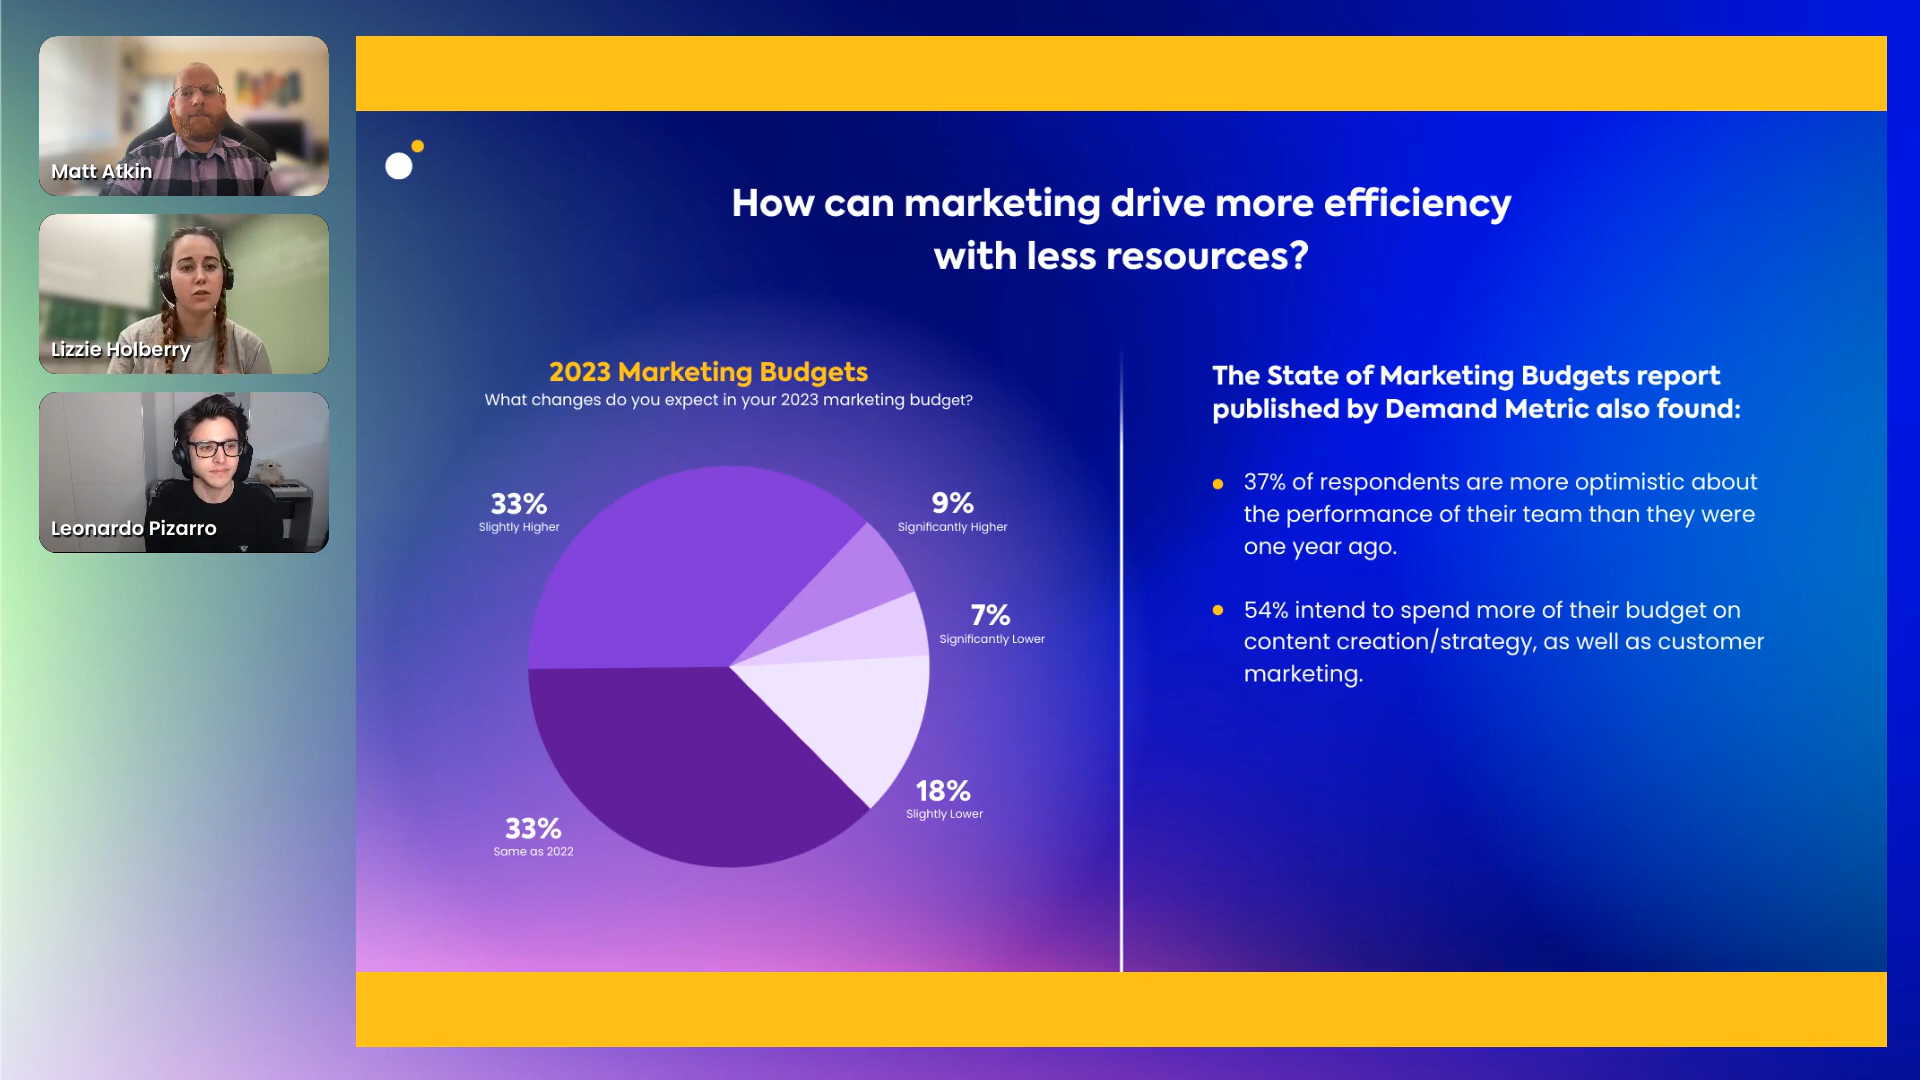 Matt Atkin
Lizzie Holberry
Leonardo Pizarro
How can marketing drive more efficiency
with less resources?
2023 Marketing Budgets
What changes do you expect in your 2023 marketing budget?
33%
Slightly Higher
9%
Significantly Higher
7%
Significantly Lower
18%
Slightly Lower
33%
Same as 2022
The State of Marketing Budgets report
published by Demand Metric also found:
37% of respondents are more optimistic about
the performance of their team than they were
one year ago.
54% intend to spend more of their budget on
content creation/strategy, as well as customer
marketing.